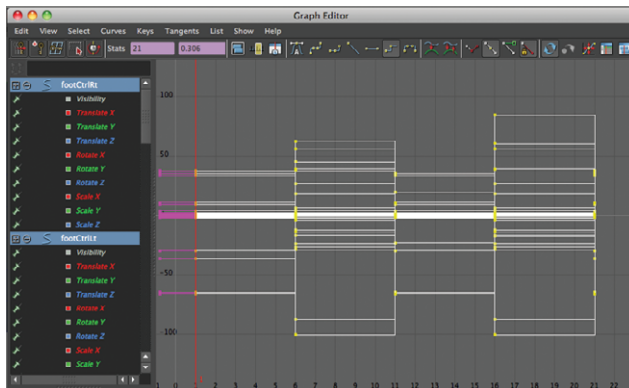 Graph Editor
Edit View Select Curves Keys Tangents List Show Help
Stats 21 0.306
footCtrlRt
Visibility
Translate X
Translate Y
Translate Z
Rotate X
Rotate Y
Rotate Z
Scale X
Scale Y
Scale Z
footCtrlLt
Visibility
Translate X
Translate Y
Translate Z
Rotate X
Rotate Y
Rotate Z
Scale X
Scale Y
100
50
0
-50
-100
1 0 1 2 3 4 5 6 7 8 9 10 11 12 13 14 15 16 17 18 19 20 21 22